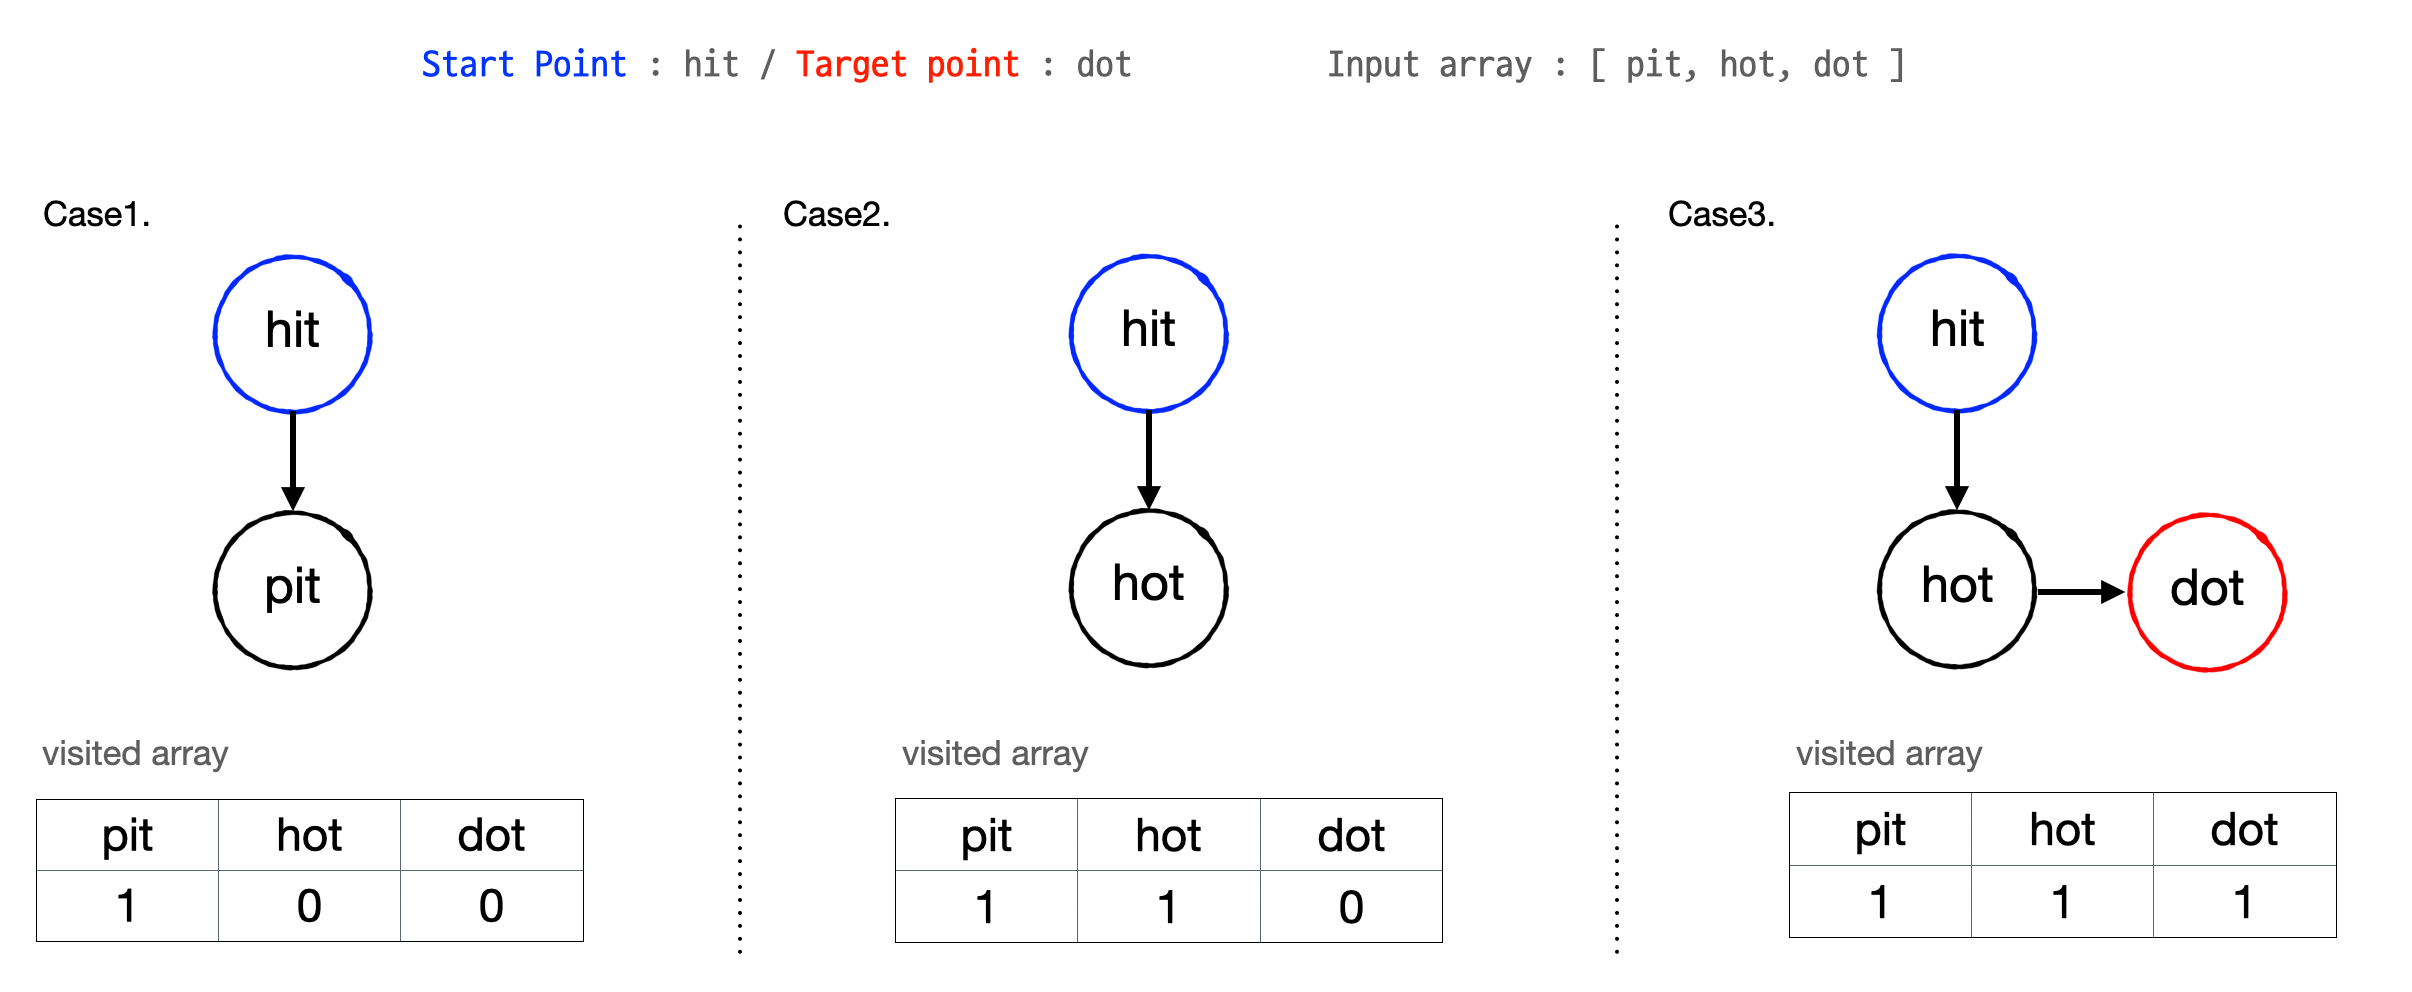 Start Point : hit / Target point : dot
Input array : [ pit, hot, dot ]
Case1.
hit
pit
visited array
pit hot dot
1 0 0
Case2.
hit
hot
visited array
pit hot dot
1 1 0
Case3.
hit
hot dot
visited array
pit hot dot
1 1 1